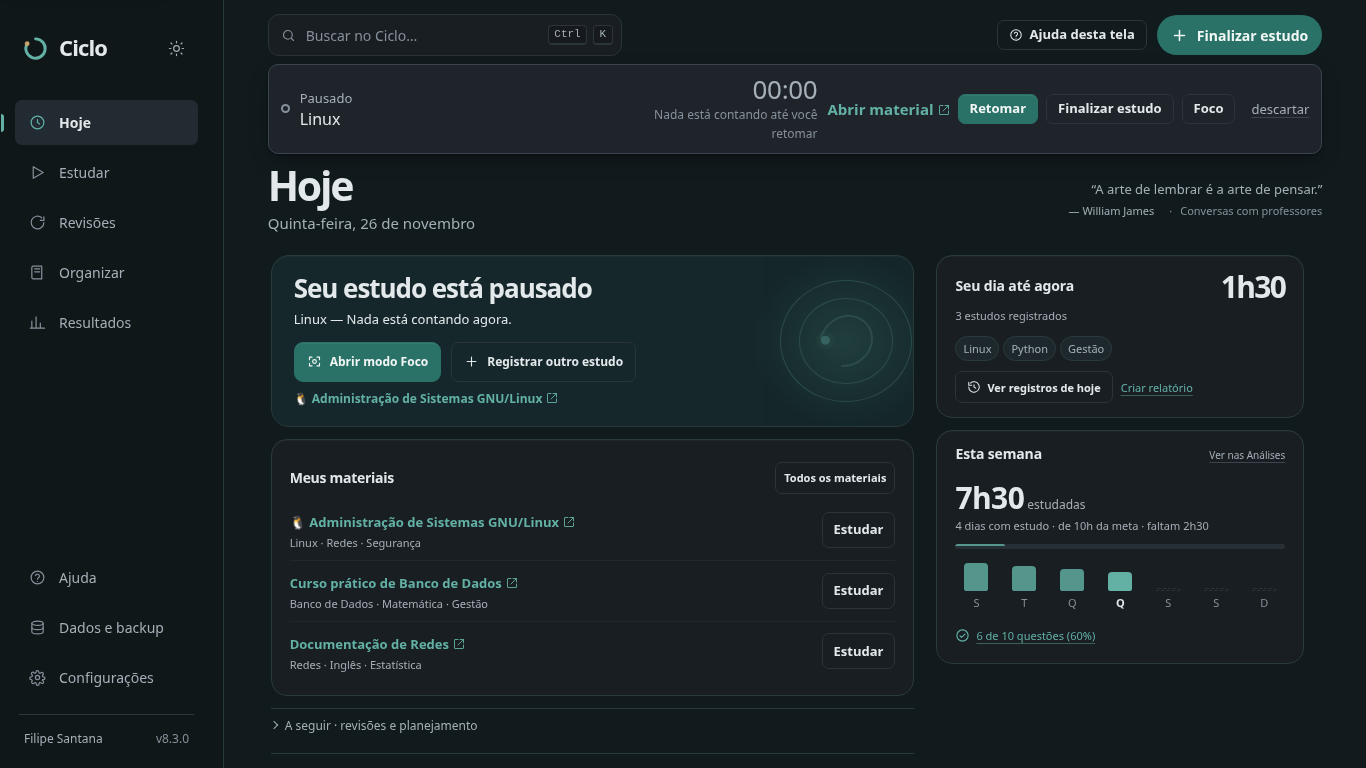 Ciclo
Hoje
Estudar
Revisões
Organizar
Resultados
Ajuda
Dados e backup
Configurações
Filipe Santana v8.3.0
Buscar no Ciclo... Ctrl K
Ajuda desta tela
Finalizar estudo
Pausado
Linux
00:00
Nada está contando até você
retomar
Abrir material
Retomar
Finalizar estudo
Foco
descartar
Hoje
Quinta-feira, 26 de novembro
“A arte de lembrar é a arte de pensar.”
— William James · Conversas com professores
Seu estudo está pausado
Linux — Nada está contando agora.
Abrir modo Foco
Registrar outro estudo
Administração de Sistemas GNU/Linux
Meus materiais
Todos os materiais
Administração de Sistemas GNU/Linux
Linux · Redes · Segurança
Estudar
Curso prático de Banco de Dados
Banco de Dados · Matemática · Gestão
Estudar
Documentação de Redes
Redes · Inglês · Estatística
Estudar
A seguir · revisões e planejamento
Seu dia até agora
1h30
3 estudos registrados
Linux Python Gestão
Ver registros de hoje
Criar relatório
Esta semana
Ver nas Análises
7h30 estudadas
4 dias com estudo · de 10h da meta · faltam 2h30
S T Q Q S S D
6 de 10 questões (60%)